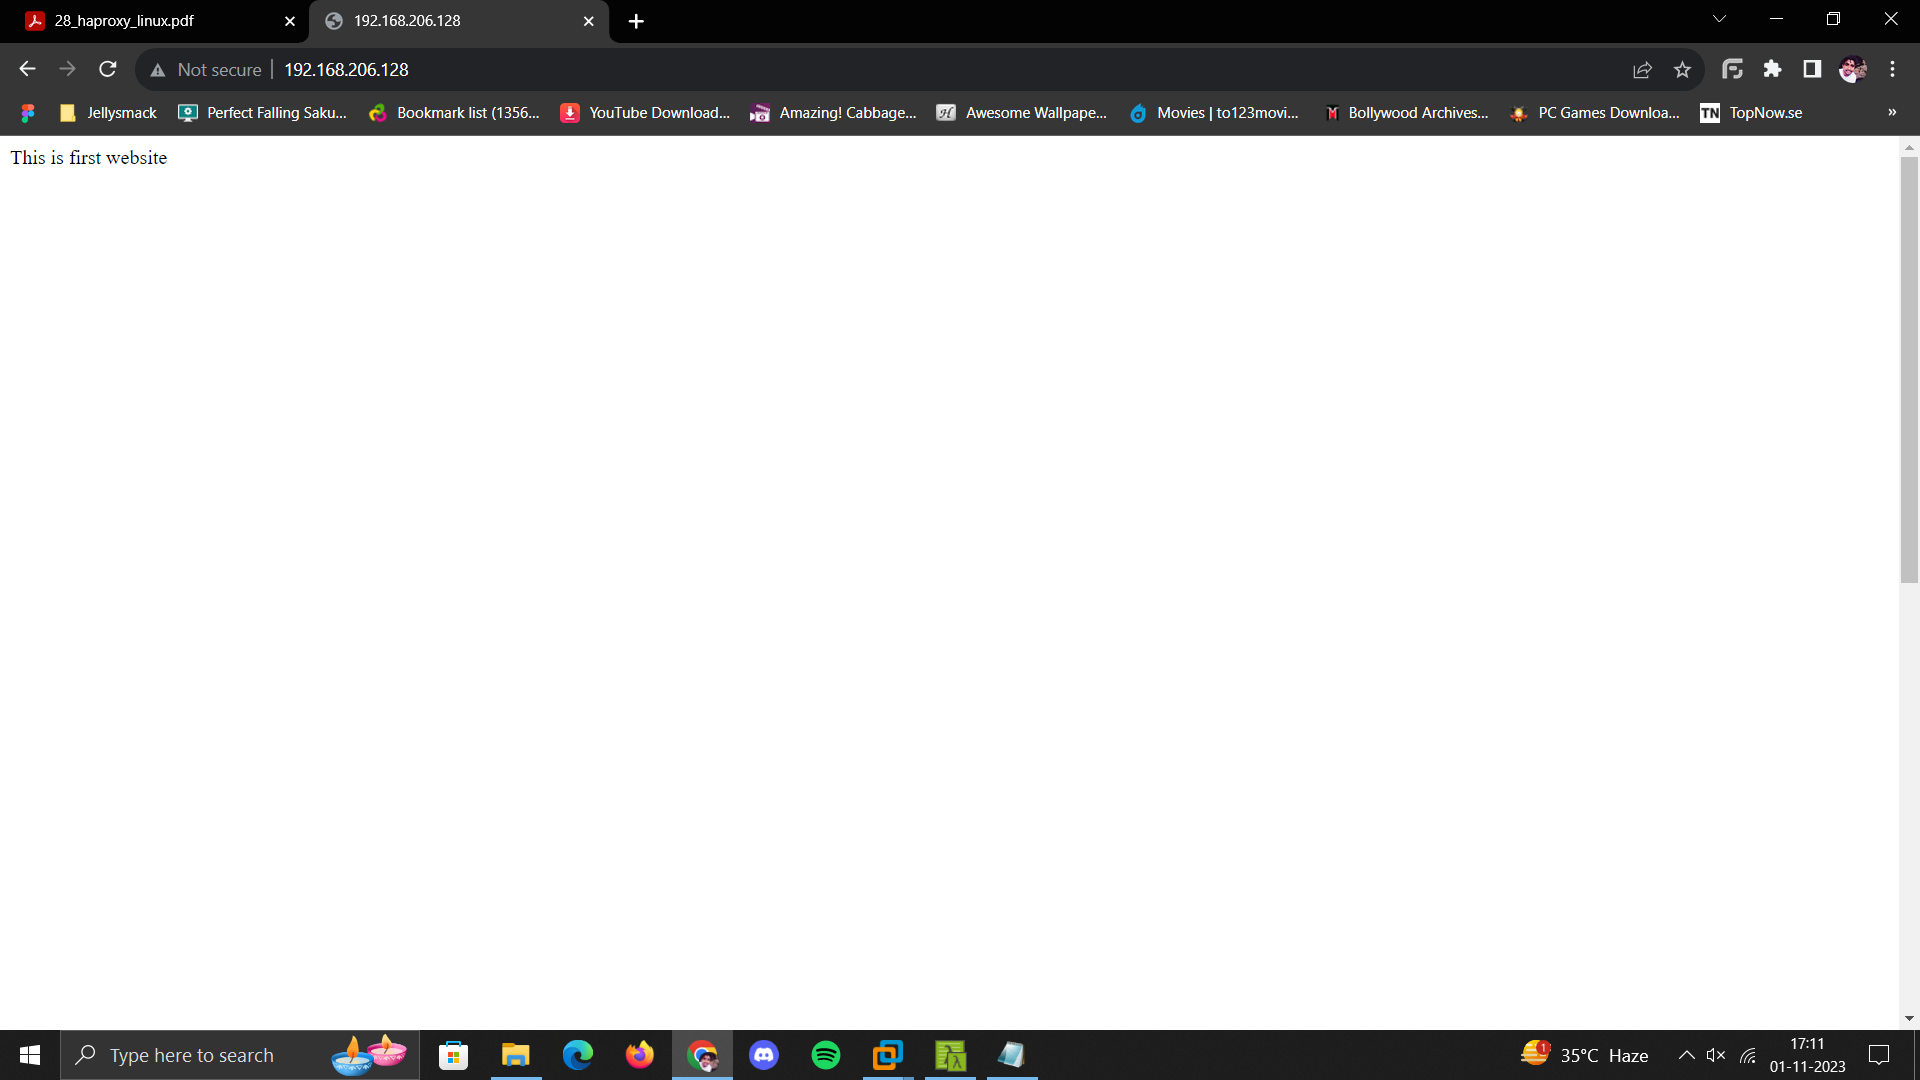 28_haproxy_linux.pdf
192.168.206.128
Not secure
192.168.206.128
Jellysmack
Perfect Falling Saku...
Bookmark list (1356...
YouTube Download...
Amazing! Cabbage...
Awesome Wallpape...
Movies | to123movi...
Bollywood Archives...
PC Games Downloa...
TN
TopNow.se
»
This is first website
Type here to search
1
35°C Haze
17:11
01-11-2023